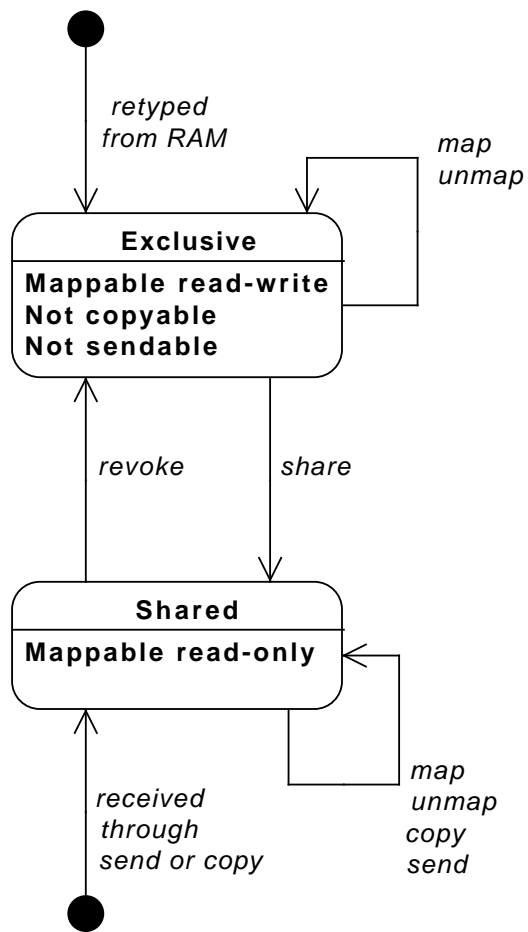 retyped
from RAM
map
unmap
Exclusive
Mappable read-write
Not copyable
Not sendable
revoke
share
Shared
Mappable read-only
received
through
send or copy
map
unmap
copy
send